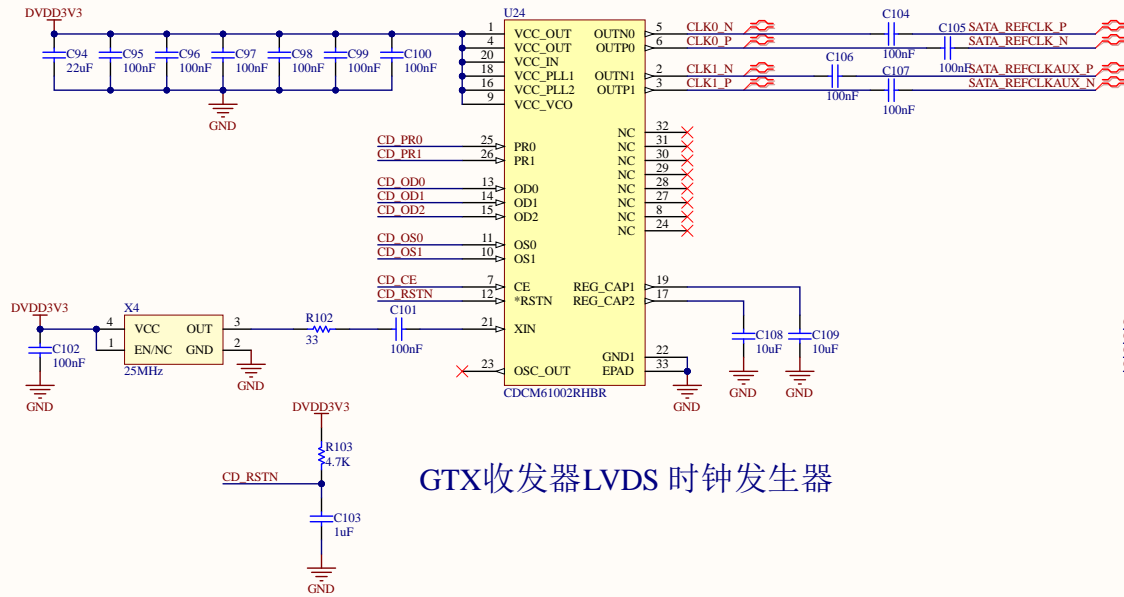 DVDD3V3
C94
22uF
C95
100nF
C96
100nF
C97
100nF
C98
100nF
C99
100nF
C100
100nF
GND
U24
1 VCC_OUT
4 VCC_OUT
20 VCC_IN
18 VCC_PLL1
16 VCC_PLL2
9 VCC_VCO
CD_PR0 25 PR0
CD_PR1 26 PR1
CD_OD0 13 OD0
CD_OD1 14 OD1
CD_OD2 15 OD2
CD_OS0 11 OS0
CD_OS1 10 OS1
CD_CE 7 CE
CD_RSTN 12 *RSTN
21 XIN
23 OSC_OUT
OUTN0 5 CLK0_N
OUTP0 6 CLK0_P
OUTN1 2 CLK1_N
OUTP1 3 CLK1_P
NC 32
NC 31
NC 30
NC 29
NC 28
NC 27
NC 8
NC 24
REG_CAP1 19
REG_CAP2 17
GND1 22
EPAD 33
CDCM61002RHBR
C104
100nF
C105
100nF
C106
100nF
C107
100nF
SATA_REFCLK_P
SATA_REFCLK_N
SATA_REFCLKAUX_P
SATA_REFCLKAUX_N
C108
10uF
C109
10uF
GND
GND
GND
DVDD3V3
C102
100nF
GND
X4
4 VCC OUT 3
1 EN/NC GND 2
25MHz
GND
R102
33
C101
100nF
DVDD3V3
R103
4.7K
CD_RSTN
C103
1uF
GND
GTX收发器LVDS 时钟发生器